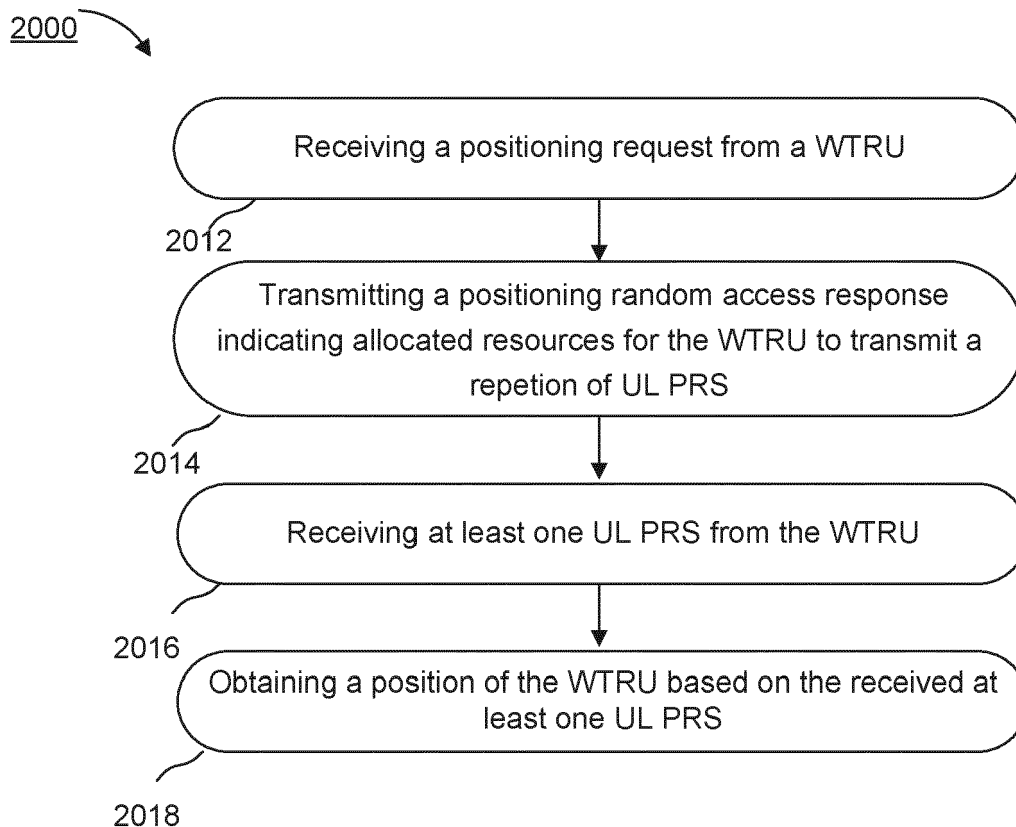 2000
Receiving a positioning request from a WTRU
2012
Transmitting a positioning random access response
indicating allocated resources for the WTRU to transmit a
repetion of UL PRS
2014
Receiving at least one UL PRS from the WTRU
2016
Obtaining a position of the WTRU based on the received at
least one UL PRS
2018